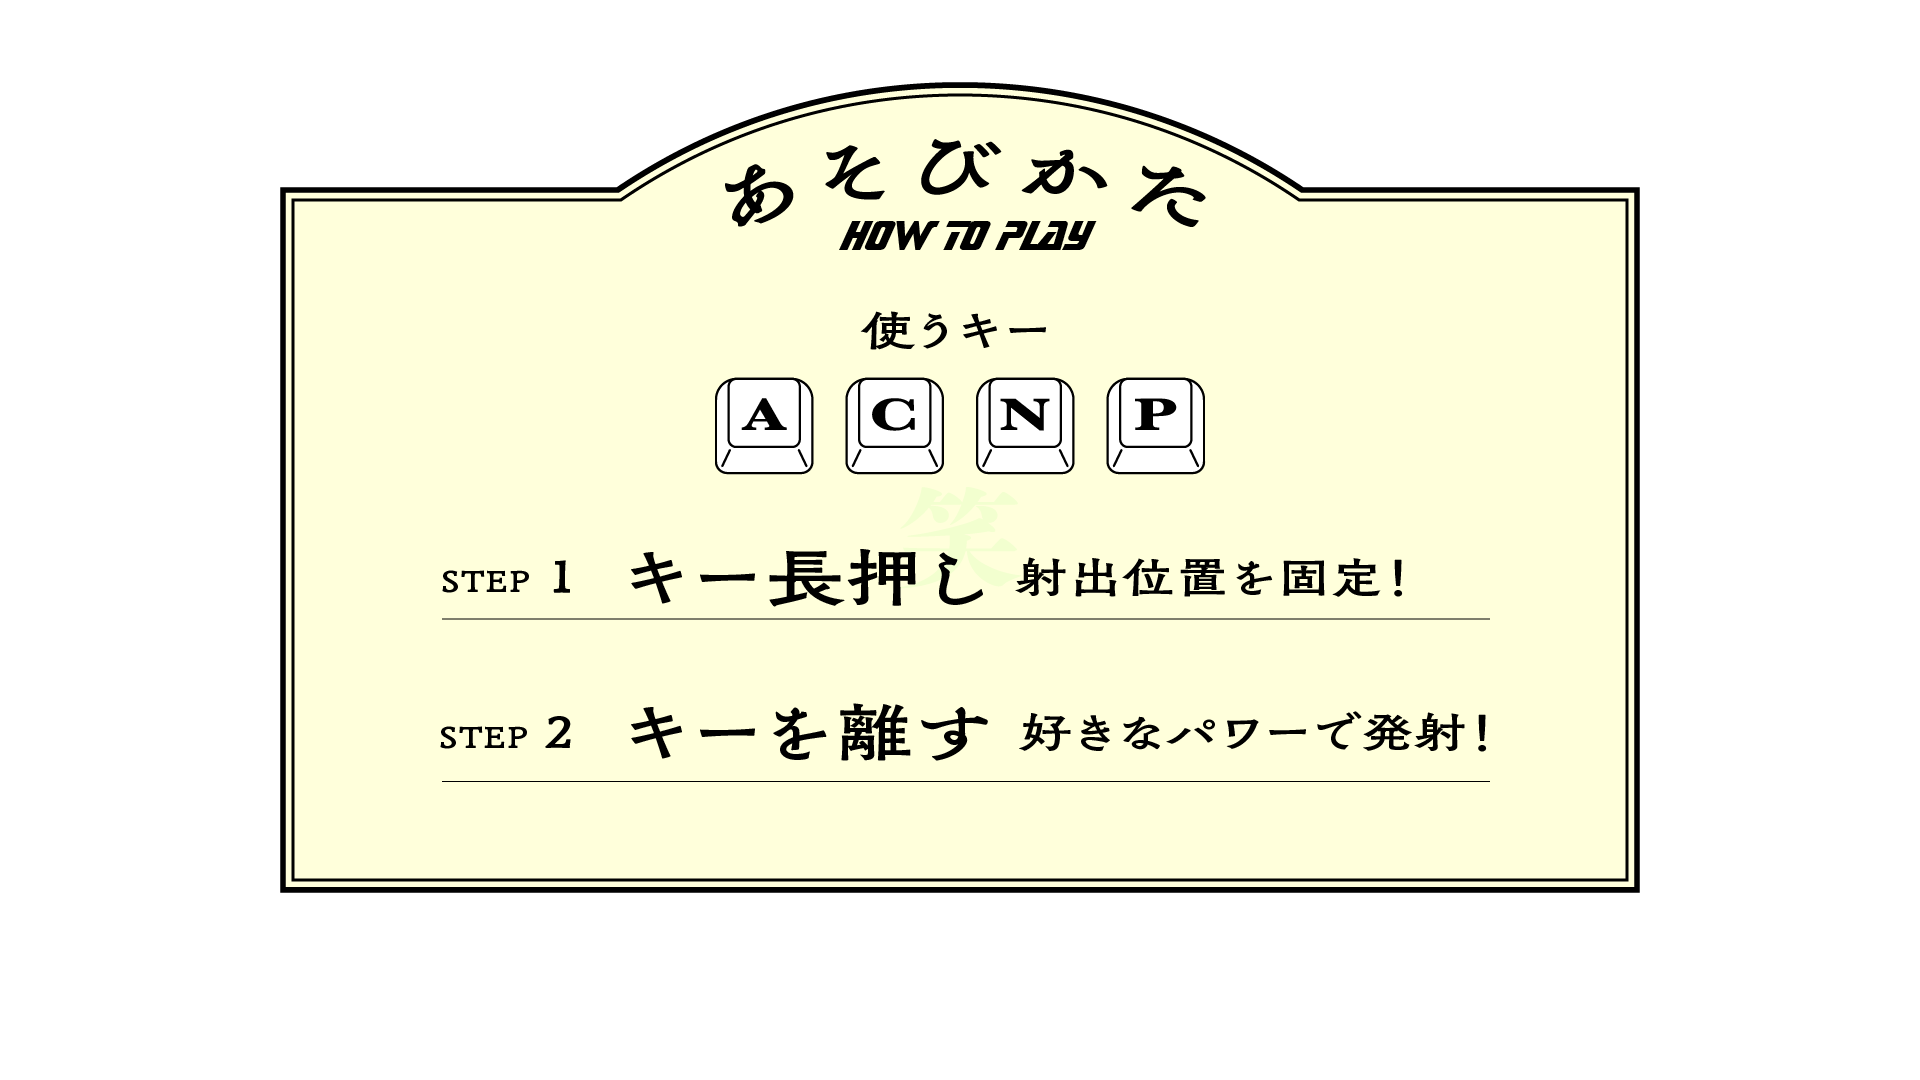 あそびかた
HOW TO PLAY
使うキー
A C N P
笑
STEP 1 キー長押し 射出位置を固定!
STEP 2 キーを離す 好きなパワーで発射!